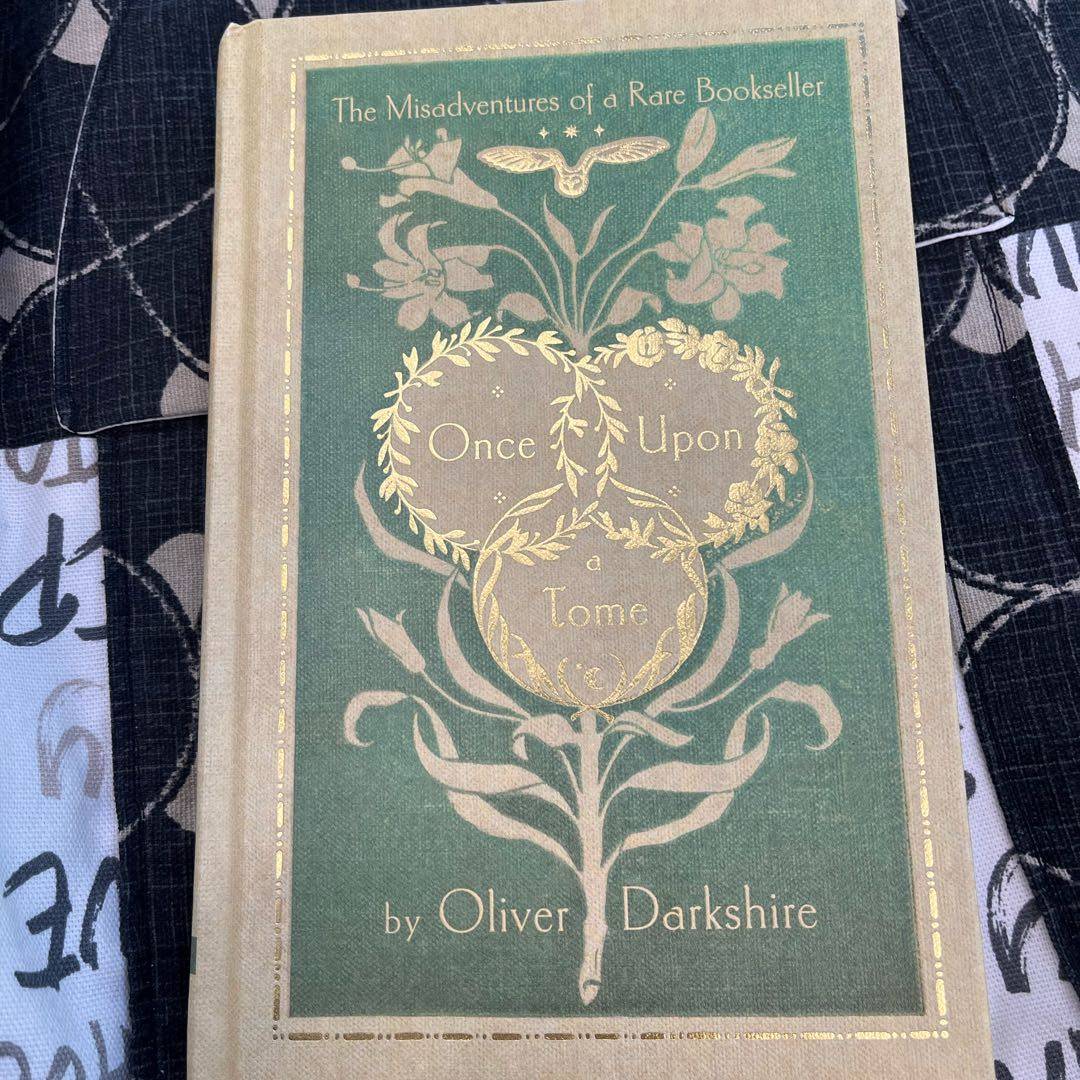 The Misadventures of a Rare Bookseller
Once Upon
a
Tome
by Oliver Darkshire